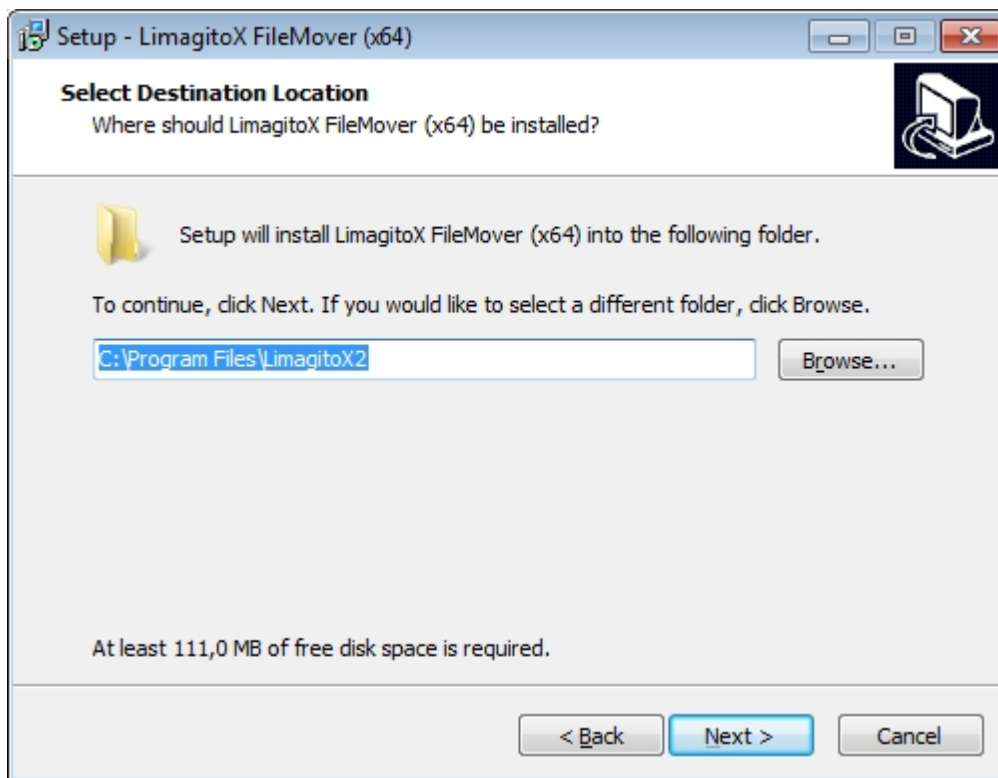 Setup - LimagitoX FileMover (x64)
Select Destination Location
Where should LimagitoX FileMover (x64) be installed?
Setup will install LimagitoX FileMover (x64) into the following folder.
To continue, click Next. If you would like to select a different folder, click Browse.
C:\Program Files\LimagitoX2
Browse...
At least 111,0 MB of free disk space is required.
< Back
Next >
Cancel